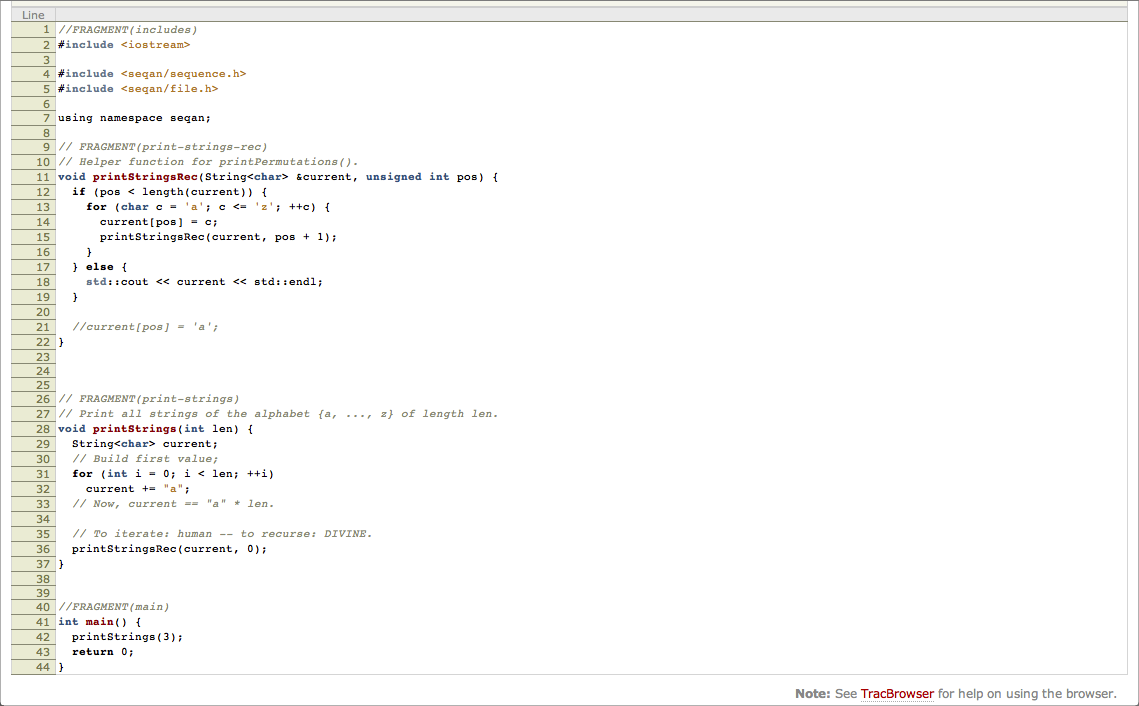 Line
1 //FRAGMENT(includes)
2 #include <iostream>
3
4 #include <seqan/sequence.h>
5 #include <seqan/file.h>
6
7 using namespace seqan;
8
9 // FRAGMENT(print-strings-rec)
10 // Helper function for printPermutations().
11 void printStringsRec(String<char> &current, unsigned int pos) {
12   if (pos < length(current)) {
13     for (char c = 'a'; c <= 'z'; ++c) {
14       current[pos] = c;
15       printStringsRec(current, pos + 1);
16     }
17   } else {
18     std::cout << current << std::endl;
19   }
20
21   //current[pos] = 'a';
22 }
23
24
25
26 // FRAGMENT(print-strings)
27 // Print all strings of the alphabet {a, ..., z} of length len.
28 void printStrings(int len) {
29   String<char> current;
30   // Build first value;
31   for (int i = 0; i < len; ++i)
32     current += "a";
33   // Now, current == "a" * len.
34
35   // To iterate: human -- to recurse: DIVINE.
36   printStringsRec(current, 0);
37 }
38
39
40 //FRAGMENT(main)
41 int main() {
42   printStrings(3);
43   return 0;
44 }
Note: See TracBrowser for help on using the browser.